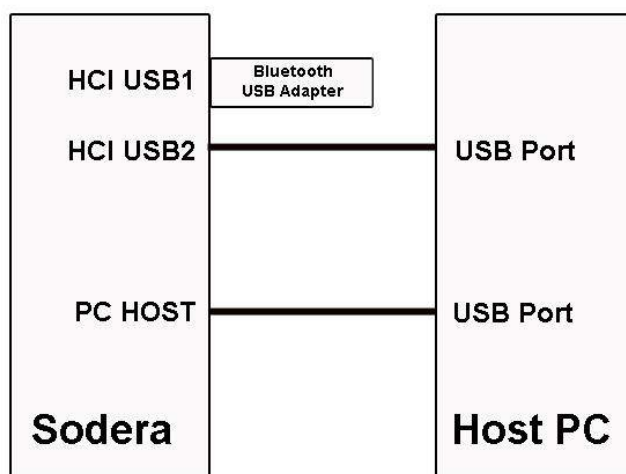 HCI USB1
Bluetooth
USB Adapter
HCI USB2
USB Port
PC HOST
USB Port
Sodera
Host PC